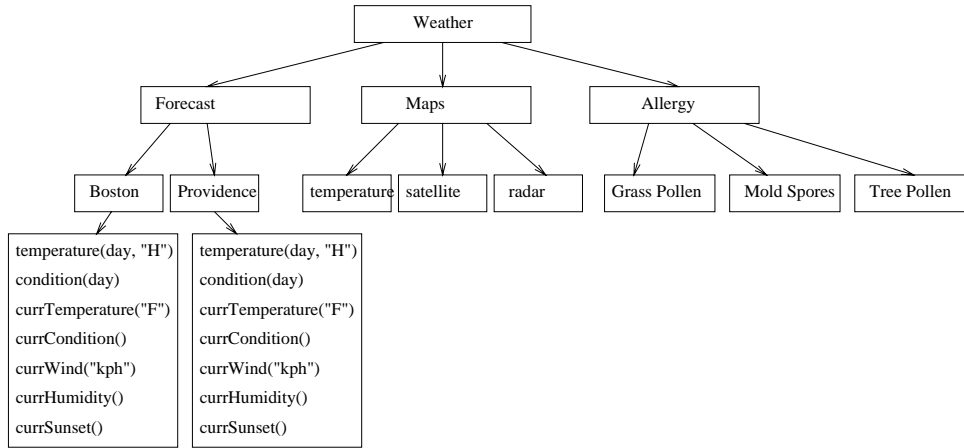 Weather
Forecast
Maps
Allergy
Boston
Providence
temperature
satellite
radar
Grass Pollen
Mold Spores
Tree Pollen
temperature(day, "H")
condition(day)
currTemperature("F")
currCondition()
currWind("kph")
currHumidity()
currSunset()
temperature(day, "H")
condition(day)
currTemperature("F")
currCondition()
currWind("kph")
currHumidity()
currSunset()